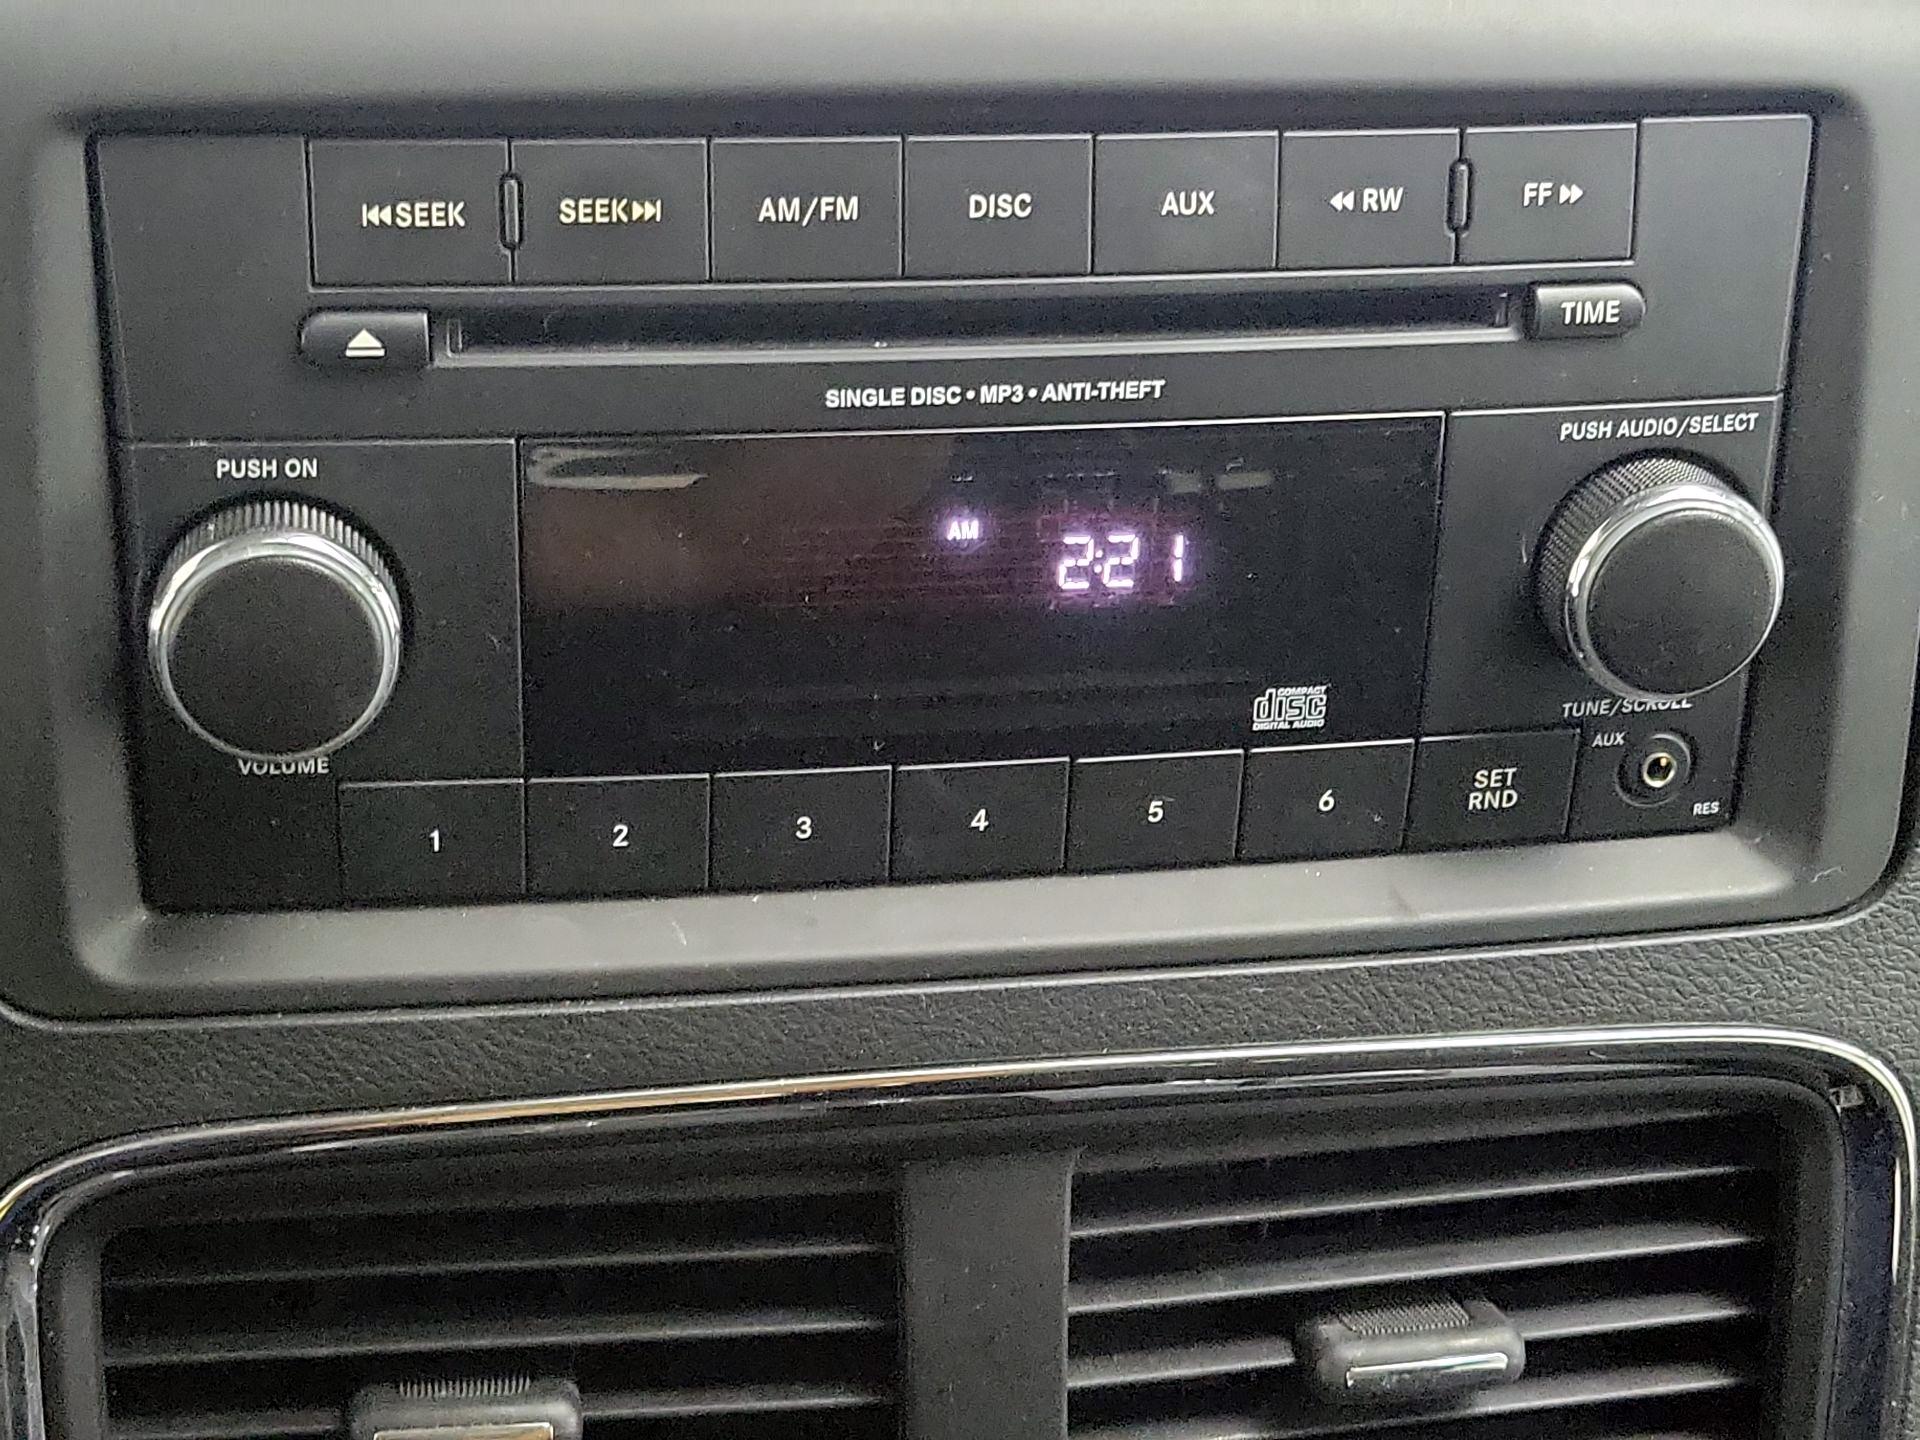 SEEK
SEEK
AM/FM
DISC
AUX
RW
FF
TIME
SINGLE DISC • MP3 • ANTI-THEFT
PUSH ON
PUSH AUDIO/SELECT
AM
2:21
COMPACT
disc
DIGITAL AUDIO
VOLUME
TUNE/SCROLL
AUX
RES
1
2
3
4
5
6
SET
RND